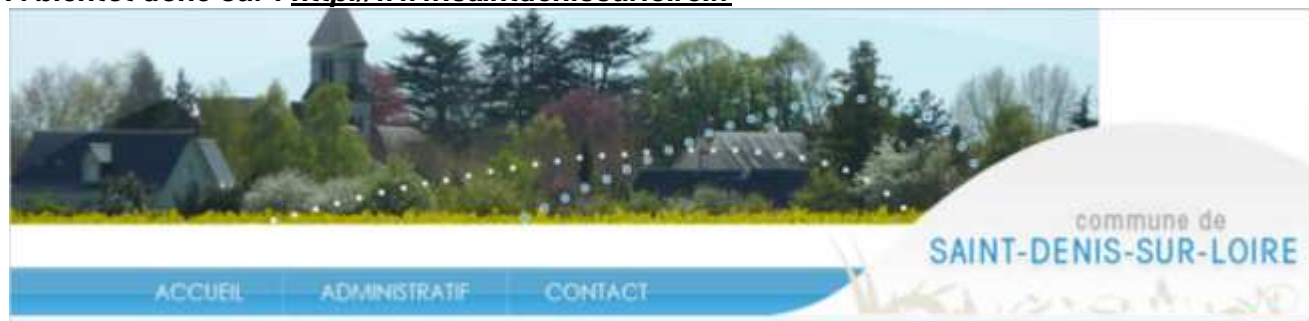 commune de
SAINT-DENIS-SUR-LOIRE
ACCUEIL ADMINISTRATIF CONTACT